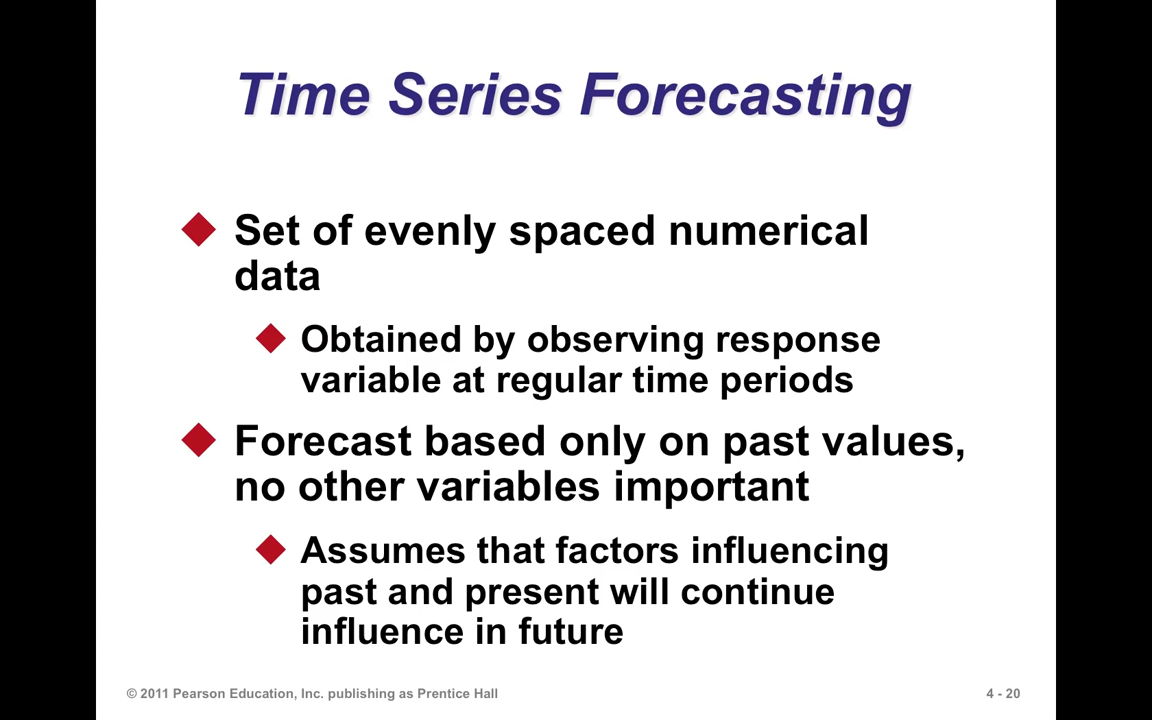 Time Series Forecasting
Set of evenly spaced numerical
data
Obtained by observing response
variable at regular time periods
Forecast based only on past values,
no other variables important
Assumes that factors influencing
past and present will continue
influence in future
© 2011 Pearson Education, Inc. publishing as Prentice Hall
4 - 20